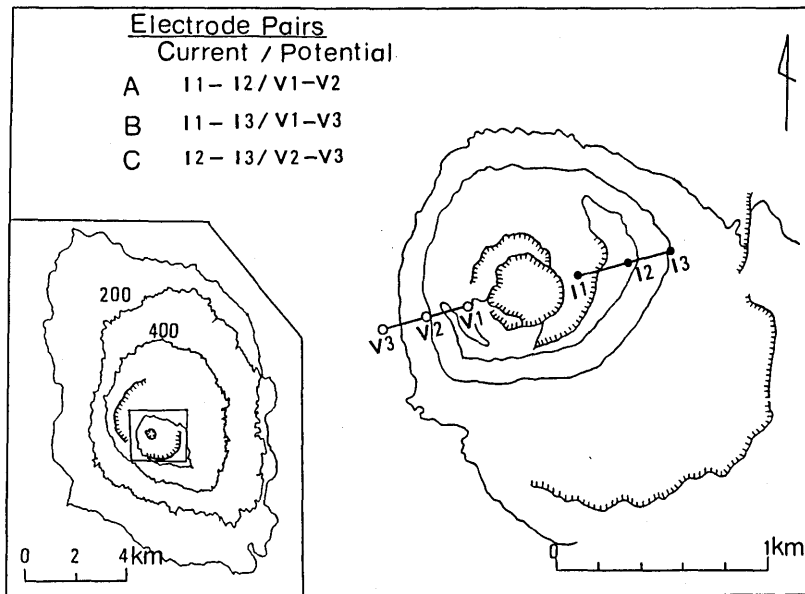 Electrode Pairs
Current / Potential
A I1-I2/V1-V2
B I1-I3/V1-V3
C I2-I3/V2-V3
200
400
0 2 4km
V3
V2
V1
I1
I2
I3
0 1km